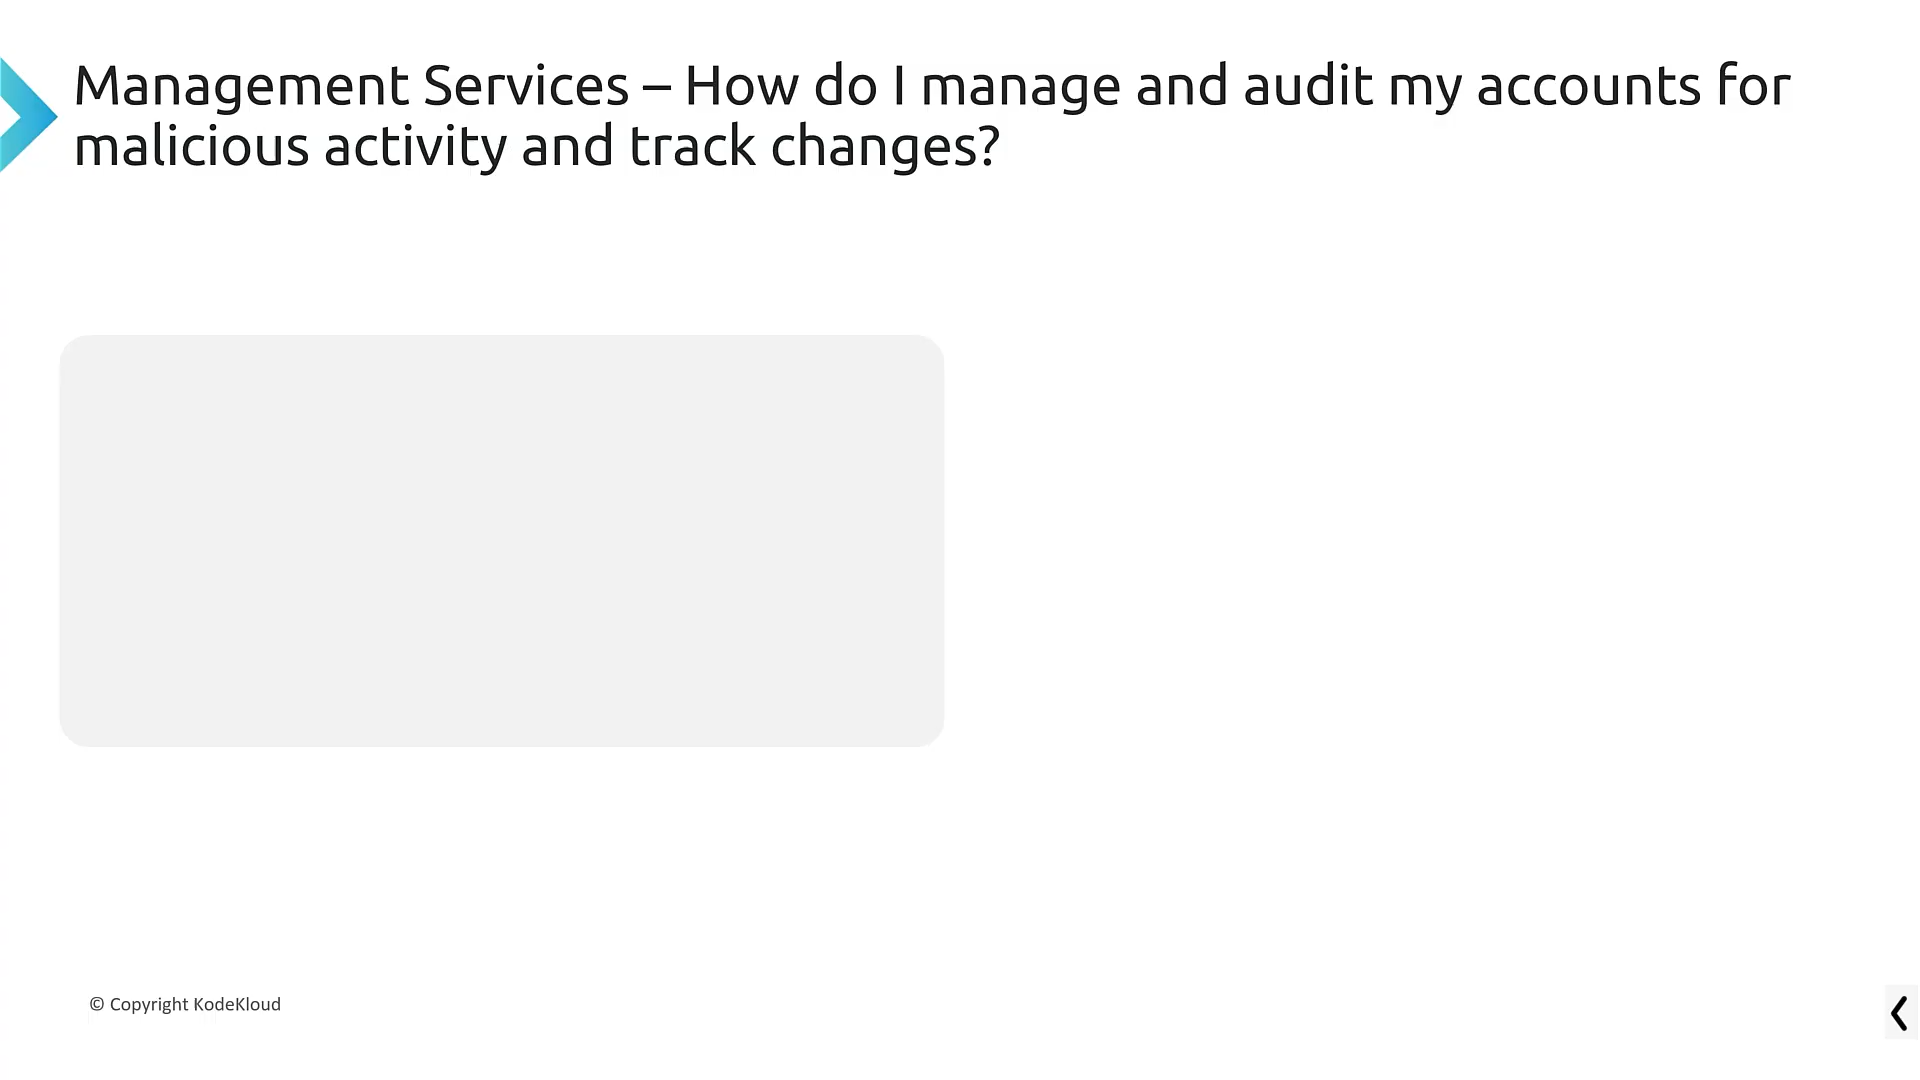 Management Services – How do I manage and audit my accounts for
malicious activity and track changes?
© Copyright KodeKloud